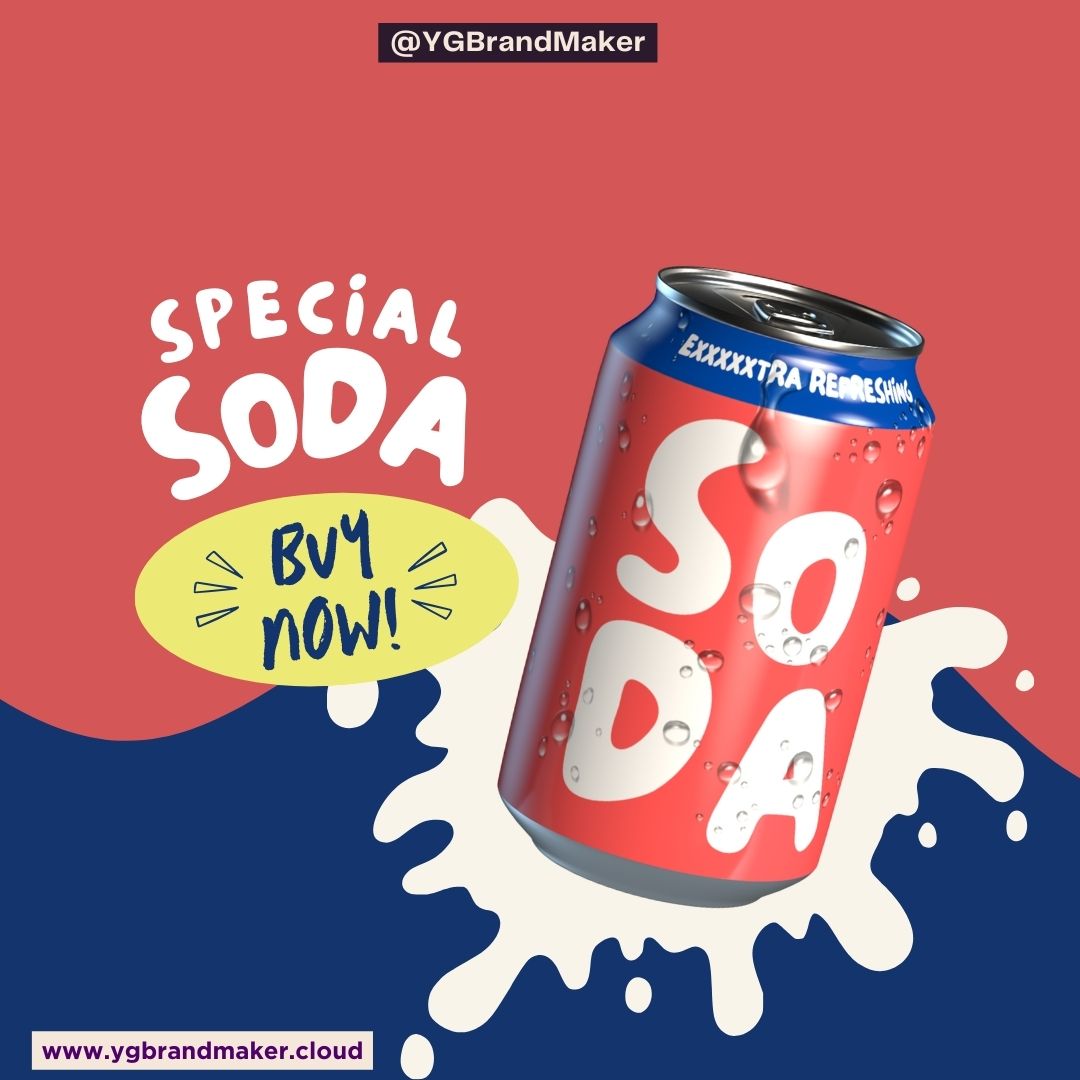 @YGBrandMaker
SPECiAL
SODA
BUY
NOW!
EXXXXXTRA REFRESHiNG
SO
DA
www.ygbrandmaker.cloud